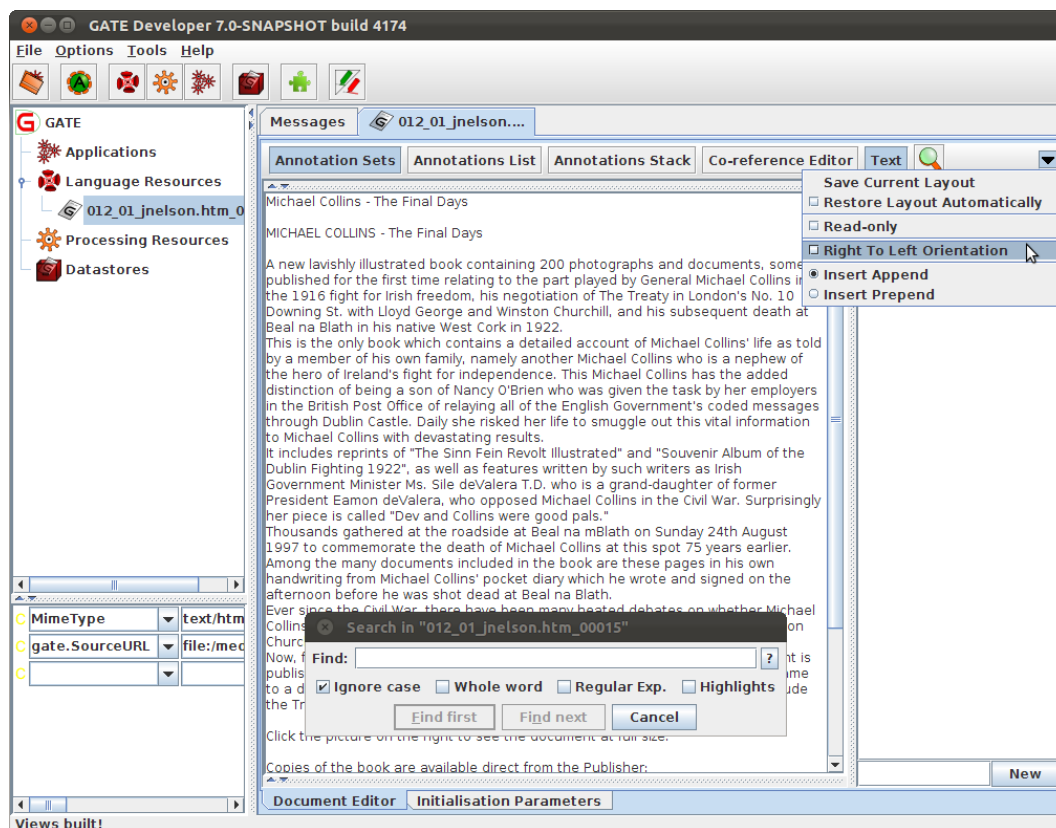 GATE Developer 7.0-SNAPSHOT build 4174
File Options Tools Help
GATE
Applications
Language Resources
012_01_jnelson.htm_0
Processing Resources
Datastores
MimeType text/htm
gate.SourceURL file:/med
Messages 012_01_jnelson....
Annotation Sets Annotations List Annotations Stack Co-reference Editor Text
Save Current Layout
Restore Layout Automatically
Read-only
Right To Left Orientation
Insert Append
Insert Prepend
Michael Collins - The Final Days
MICHAEL COLLINS - The Final Days
A new lavishly illustrated book containing 200 photographs and documents, some
published for the first time relating to the part played by General Michael Collins in
the 1916 fight for Irish freedom, his negotiation of The Treaty in London's No. 10
Downing St. with Lloyd George and Winston Churchill, and his subsequent death at
Beal na Blath in his native West Cork in 1922.
This is the only book which contains a detailed account of Michael Collins' life as told
by a member of his own family, namely another Michael Collins who is a nephew of
the hero of Ireland's fight for independence. This Michael Collins has the added
distinction of being a son of Nancy O'Brien who was given the task by her employers
in the British Post Office of relaying all of the English Government's coded messages
through Dublin Castle. Daily she risked her life to smuggle out this vital information
to Michael Collins with devastating results.
It includes reprints of "The Sinn Fein Revolt Illustrated" and "Souvenir Album of the
Dublin Fighting 1922", as well as features written by such writers as Irish
Government Minister Ms. Sile deValera T.D. who is a grand-daughter of former
President Eamon deValera, who opposed Michael Collins in the Civil War. Surprisingly
her piece is called "Dev and Collins were good pals."
Thousands gathered at the roadside at Beal na mBlath on Sunday 24th August
1997 to commemorate the death of Michael Collins at this spot 75 years earlier.
Among the many documents included in the book are these pages in his own
handwriting from Michael Collins' pocket diary which he wrote and signed on the
afternoon before he was shot dead at Beal na Blath.
Ever since the Civil War, there have been many heated debates on whether Michael
Collins
Now,
to a d
the Tr
Search in "012_01_jnelson.htm_00015"
Find: ?
Ignore case Whole word Regular Exp. Highlights
Find first Find next Cancel
Click the picture on the right to see the document at full size.
Copies of the book are available direct from the Publisher:
New
Document Editor Initialisation Parameters
Views built!